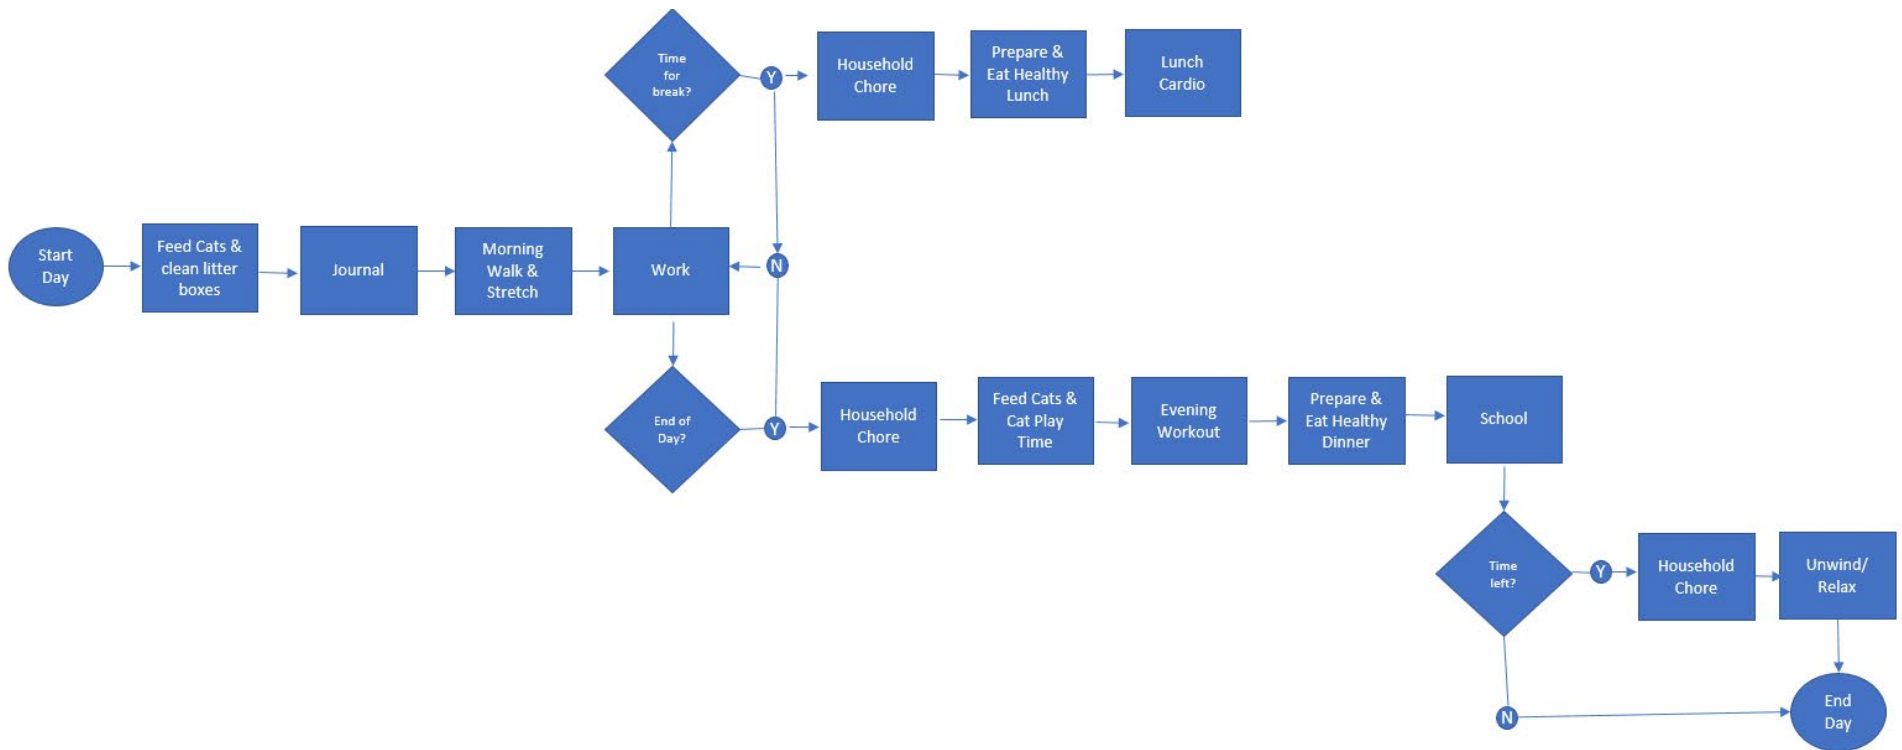 Time
for
break?
Y
Household
Chore
Prepare &
Eat Healthy
Lunch
Lunch
Cardio
Start
Day
Feed Cats &
clean litter
boxes
Journal
Morning
Walk &
Stretch
Work
N
End of
Day?
Y
Household
Chore
Feed Cats &
Cat Play
Time
Evening
Workout
Prepare &
Eat Healthy
Dinner
School
Time
left?
Y
Household
Chore
Unwind/
Relax
N
End
Day